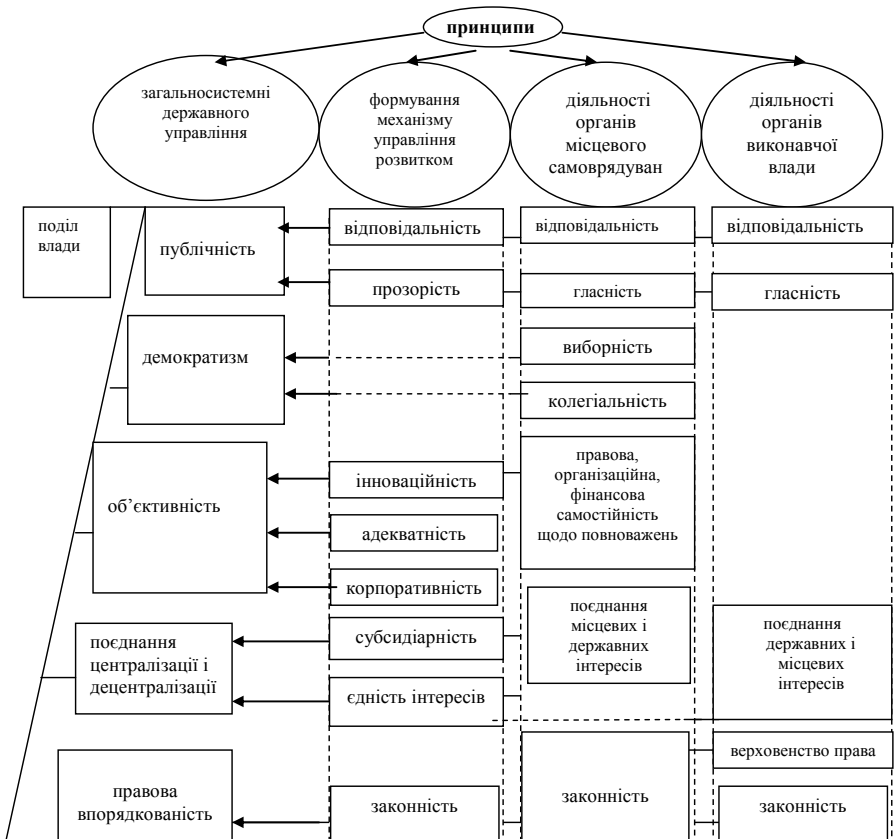 принципи
загальносистемні
державного
управління
формування
механізму
управління
розвитком
діяльності
органів
місцевого
самоврядуван
діяльності
органів
виконавчої
влади
поділ
влади
публічність
відповідальність
відповідальність
відповідальність
прозорість
гласність
гласність
демократизм
виборність
колегіальність
об’єктивність
інноваційність
правова,
організаційна,
фінансова
самостійність
щодо повноважень
адекватність
корпоративність
поєднання
централізації і
децентралізації
субсидіарність
поєднання
місцевих і
державних
інтересів
поєднання
державних і
місцевих
інтересів
єдність інтересів
верховенство права
правова
впорядкованість
законність
законність
законність